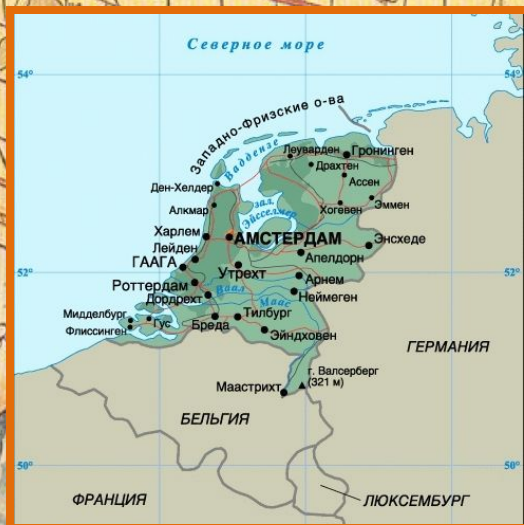 Северное море
54°
54°
Западно-Фризские о-ва
Ваддензе
Леуварден
Гронинген
Драхтен
Ассен
Ден-Хелдер
зал.
Эйсселмер
Хогевен
Эммен
Алкмар
Харлем
АМСТЕРДАМ
Энсхеде
Лейден
Апелдорн
ГААГА
52°
52°
Утрехт
Роттердам
Арнем
Дордрехт
Ваал
Маас
Неймеген
Мидделбург
Гус
Тилбург
Флиссинген
Бреда
Эйндховен
ГЕРМАНИЯ
г. Валсерберг
(321 м)
Маастрихт
БЕЛЬГИЯ
50°
50°
ФРАНЦИЯ
ЛЮКСЕМБУРГ